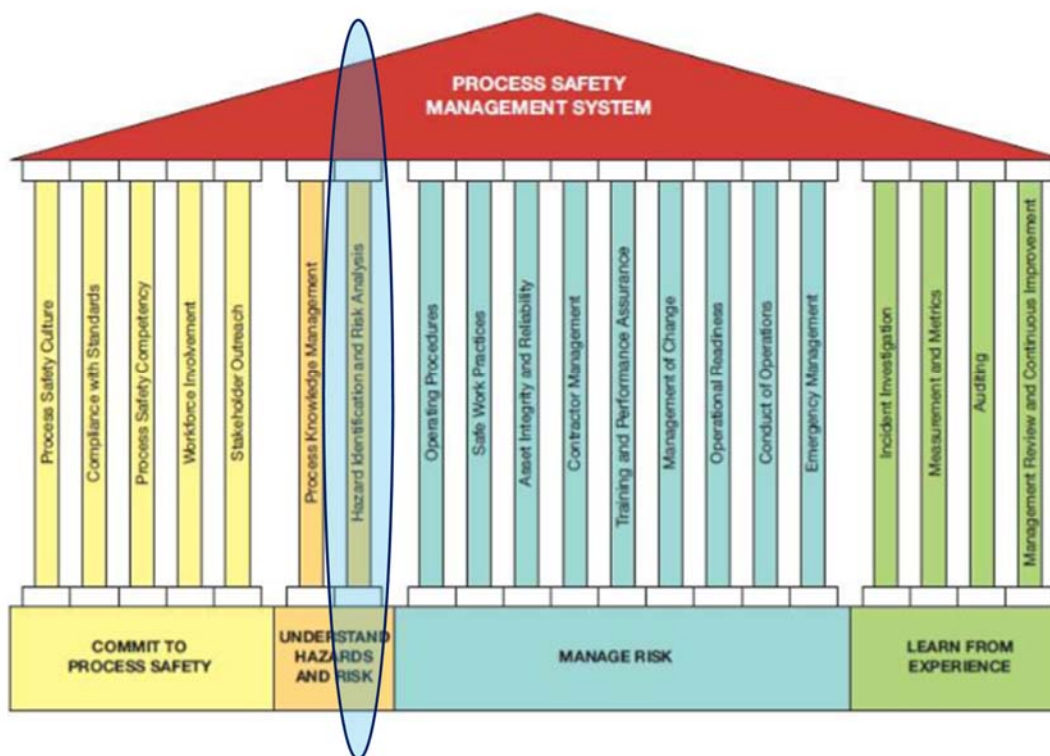 PROCESS SAFETY
MANAGEMENT SYSTEM
Process Safety Culture
Compliance with Standards
Process Safety Competency
Workforce Involvement
Stakeholder Outreach
Process Knowledge Management
Hazard Identification and Risk Analysis
Operating Procedures
Safe Work Practices
Asset Integrity and Reliability
Contractor Management
Training and Performance Assurance
Management of Change
Operational Readiness
Conduct of Operations
Emergency Management
Incident Investigation
Measurement and Metrics
Auditing
Management Review and Continuous Improvement
COMMIT TO
PROCESS SAFETY
UNDERSTAND
HAZARDS
AND RISK
MANAGE RISK
LEARN FROM
EXPERIENCE